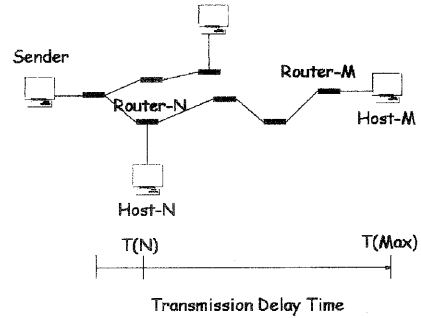 Sender
Router-M
Router-N
Host-M
Host-N
T(N)
T(Max)
Transmission Delay Time